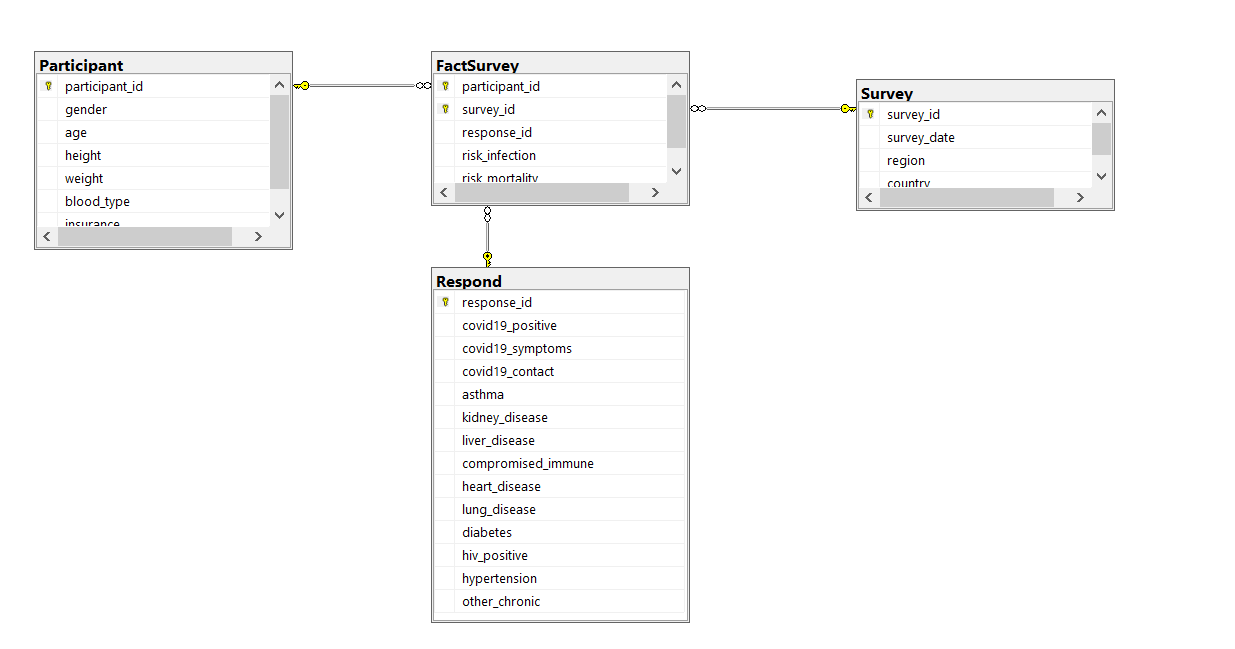 Participant
participant_id
gender
age
height
weight
blood_type
insurance
FactSurvey
participant_id
survey_id
response_id
risk_infection
risk_mortality
Survey
survey_id
survey_date
region
country
Respond
response_id
covid19_positive
covid19_symptoms
covid19_contact
asthma
kidney_disease
liver_disease
compromised_immune
heart_disease
lung_disease
diabetes
hiv_positive
hypertension
other_chronic